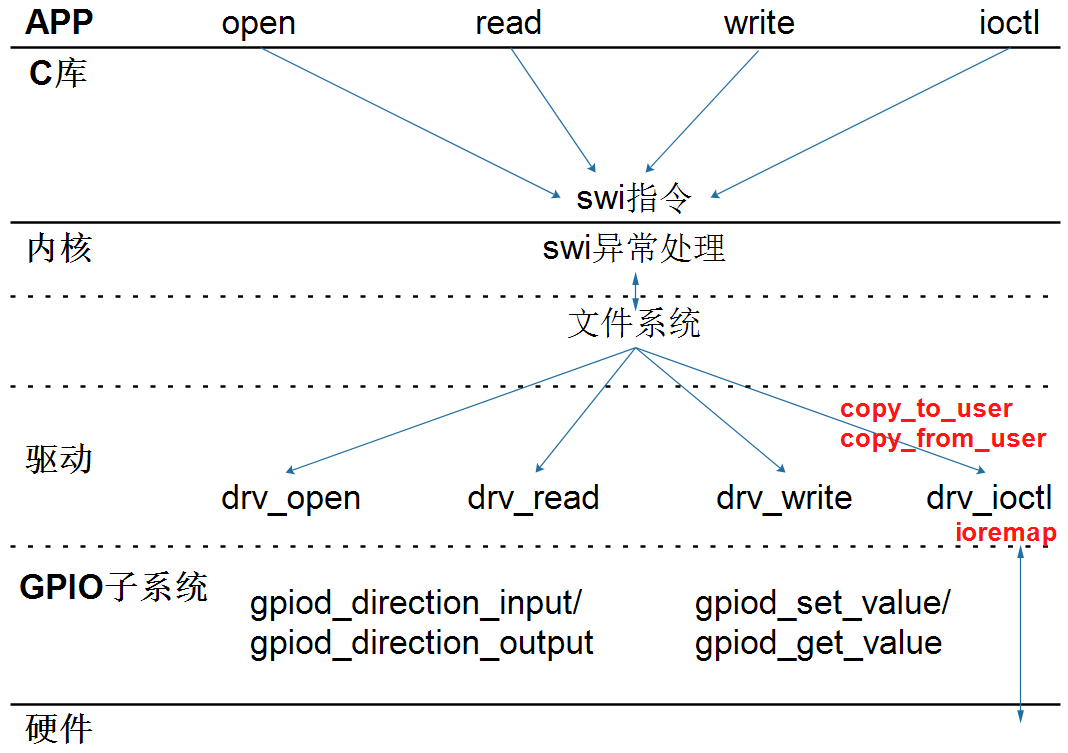 APP open read write ioctl
C库
swi指令
内核 swi异常处理
文件系统
copy_to_user
copy_from_user
驱动
drv_open drv_read drv_write drv_ioctl
ioremap
GPIO子系统
gpiod_direction_input/ gpiod_set_value/
gpiod_direction_output gpiod_get_value
硬件